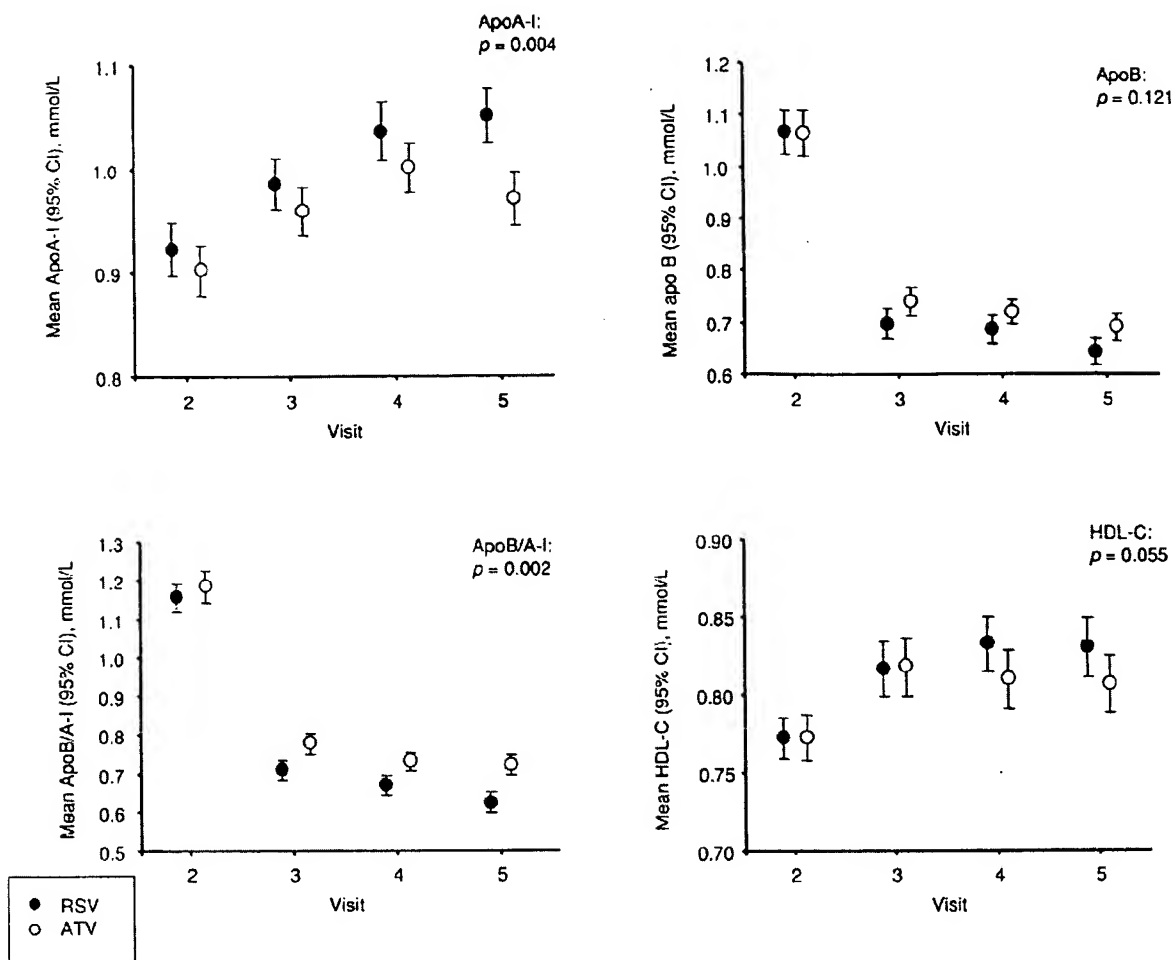 ApoA-I:
p = 0.004
Mean ApoA-I (95% CI), mmol/L
1.1
1.0
0.9
0.8
2 3 4 5
Visit
ApoB:
p = 0.121
Mean apo B (95% CI), mmol/L
1.2
1.1
1.0
0.9
0.8
0.7
0.6
2 3 4 5
Visit
ApoB/A-I:
p = 0.002
Mean ApoB/A-I (95% CI), mmol/L
1.3
1.2
1.1
1.0
0.9
0.8
0.7
0.6
0.5
2 3 4 5
Visit
HDL-C:
p = 0.055
Mean HDL-C (95% CI), mmol/L
0.90
0.85
0.80
0.75
0.70
2 3 4 5
Visit
RSV
ATV